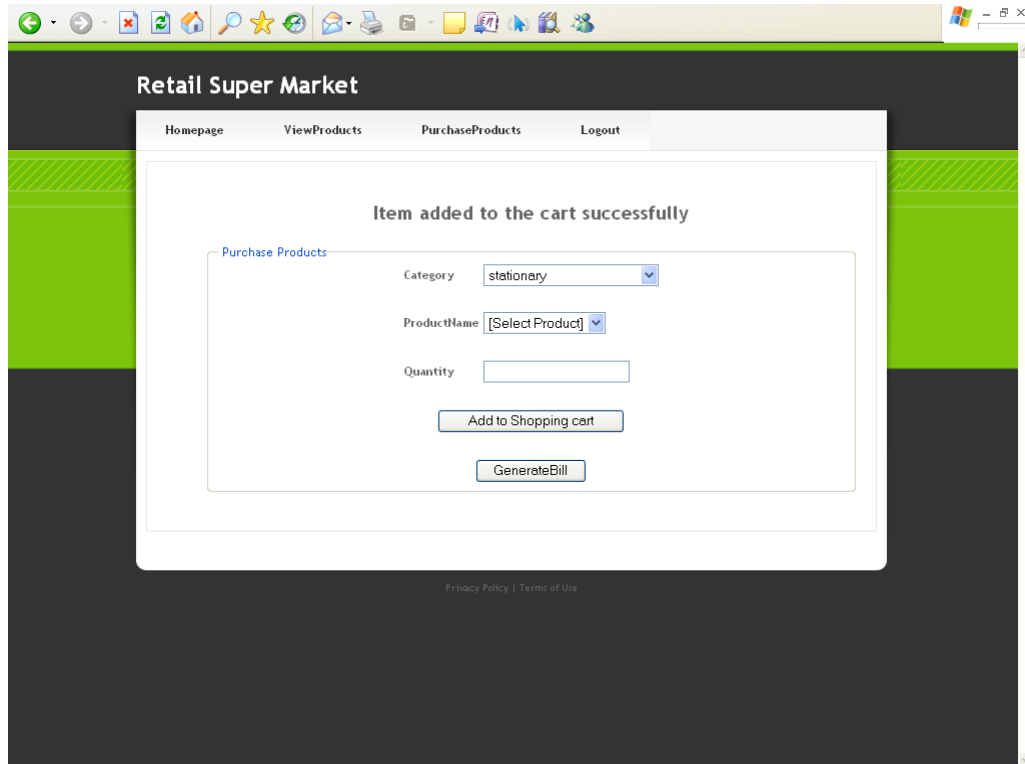 Retail Super Market
Homepage ViewProducts PurchaseProducts Logout
Item added to the cart successfully
Purchase Products
Category stationary
ProductName [Select Product]
Quantity
Add to Shopping cart
GenerateBill
Privacy Policy | Terms of Use